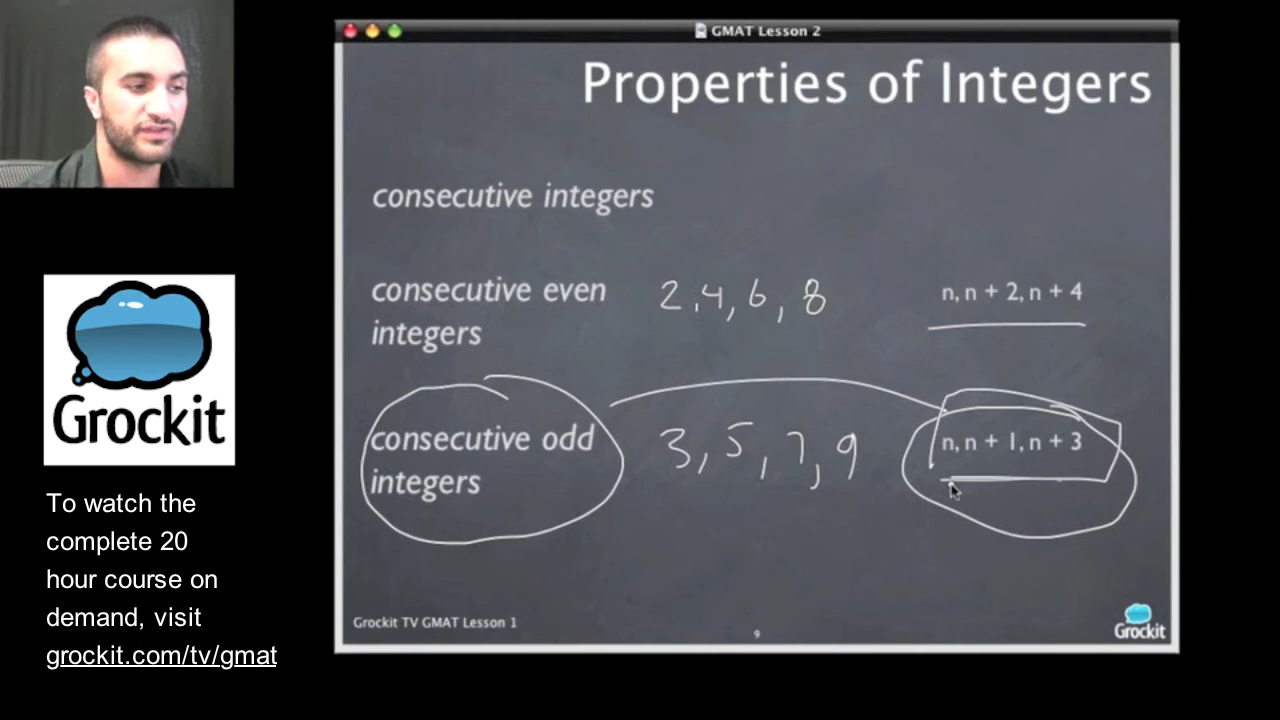 GMAT Lesson 2
Properties of Integers
consecutive integers
consecutive even
integers
2, 4, 6, 8
n, n + 2, n + 4
consecutive odd
integers
3, 5, 7, 9
n, n + 1, n + 3
Grockit TV GMAT Lesson 1
9
Grockit
Grockit
To watch the
complete 20
hour course on
demand, visit
grockit.com/tv/gmat